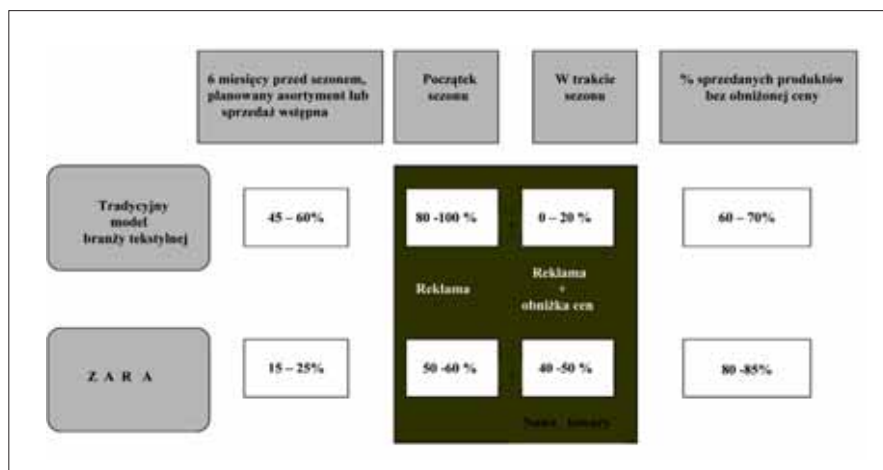 6 miesięcy przed sezonem,
planowany asortyment lub
sprzedaż wstępna
Początek
sezonu
W trakcie
sezonu
% sprzedanych produktów
bez obniżonej ceny
Tradycyjny
model
branży tekstylnej
45 – 60%
80 -100 %
0 – 20 %
60 – 70%
Reklama
Reklama
+
obniżka cen
Z A R A
15 – 25%
50 -60 %
40 -50 %
80 -85%
towary